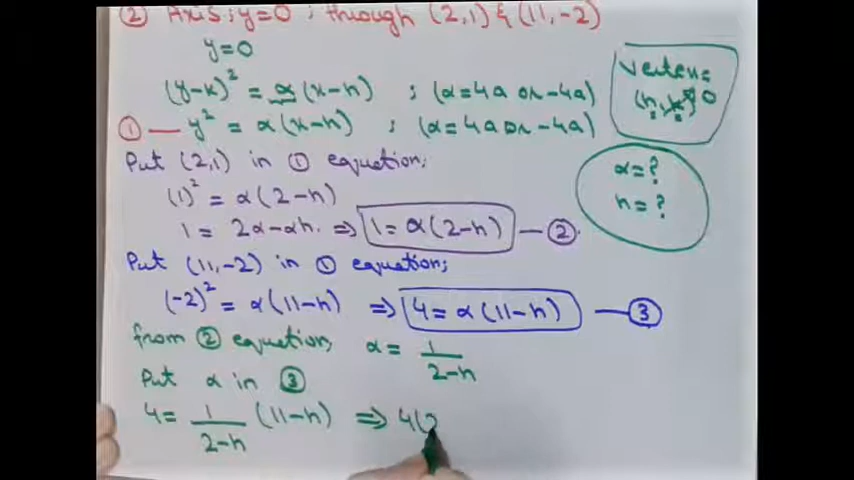 ② Axis; y=0 ; through (2,1) & (11,-2)
y=0
(y-k)² = α(x-h) ; (α=4a or -4a)
① — y² = α(x-h) ; (α=4a or -4a)
vertex=
(h,k) 0
α=?
h=?
Put (2,1) in ① equation;
(1)² = α(2-h)
1 = 2α-αh. ⇒ 1=α(2-h) — ②
Put (11,-2) in ① equation;
(-2)² = α(11-h) ⇒ 4=α(11-h) — ③
from ② equation, α = 1/(2-h)
Put α in ③
4 = 1/(2-h) (11-h) ⇒ 4(2